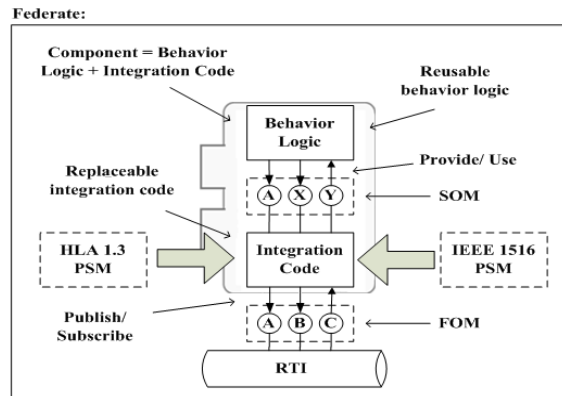 Federate:
Component = Behavior
Logic + Integration Code
Reusable
behavior logic
Behavior
Logic
Provide/ Use
Replaceable
integration code
A X Y
SOM
HLA 1.3
PSM
Integration
Code
IEEE 1516
PSM
Publish/
Subscribe
A B C
FOM
RTI